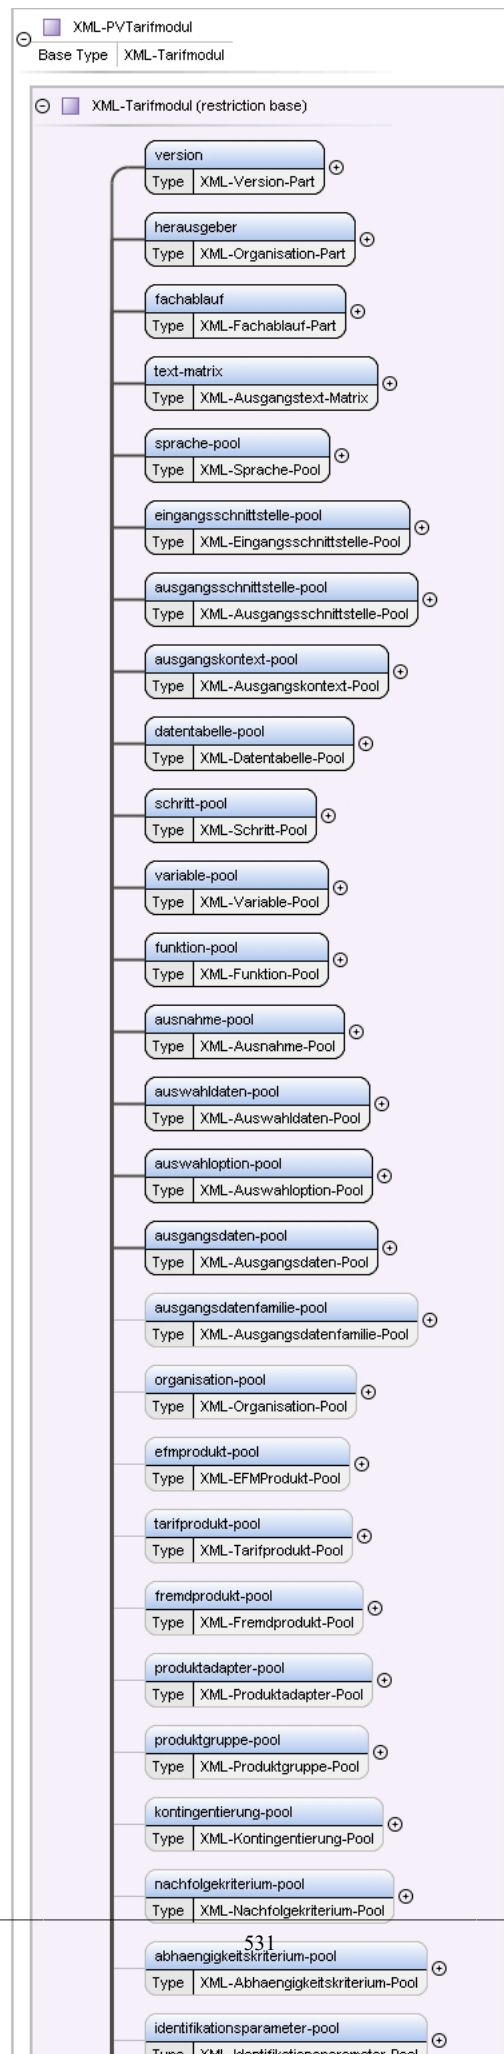 XML-PVTarifmodul
Base Type XML-Tarifmodul
XML-Tarifmodul (restriction base)
version
Type XML-Version-Part
herausgeber
Type XML-Organisation-Part
fachablauf
Type XML-Fachablauf-Part
text-matrix
Type XML-Ausgangstext-Matrix
sprache-pool
Type XML-Sprache-Pool
eingangsschnittstelle-pool
Type XML-Eingangsschnittstelle-Pool
ausgangsschnittstelle-pool
Type XML-Ausgangsschnittstelle-Pool
ausgangskontext-pool
Type XML-Ausgangskontext-Pool
datentabelle-pool
Type XML-Datentabelle-Pool
schritt-pool
Type XML-Schritt-Pool
variable-pool
Type XML-Variable-Pool
funktion-pool
Type XML-Funktion-Pool
ausnahme-pool
Type XML-Ausnahme-Pool
auswahldaten-pool
Type XML-Auswahldaten-Pool
auswahloption-pool
Type XML-Auswahloption-Pool
ausgangsdaten-pool
Type XML-Ausgangsdaten-Pool
ausgangsdatenfamilie-pool
Type XML-Ausgangsdatenfamilie-Pool
organisation-pool
Type XML-Organisation-Pool
efmprodukt-pool
Type XML-EFMProdukt-Pool
tarifprodukt-pool
Type XML-Tarifprodukt-Pool
fremdprodukt-pool
Type XML-Fremdprodukt-Pool
produktadapter-pool
Type XML-Produktadapter-Pool
produktgruppe-pool
Type XML-Produktgruppe-Pool
kontingentierung-pool
Type XML-Kontingentierung-Pool
nachfolgekriterium-pool
Type XML-Nachfolgekriterium-Pool
531
abhaengigkeitskriterium-pool
Type XML-Abhaengigkeitskriterium-Pool
identifikationsparameter-pool
Type XML-Identifikationsparameter-Pool